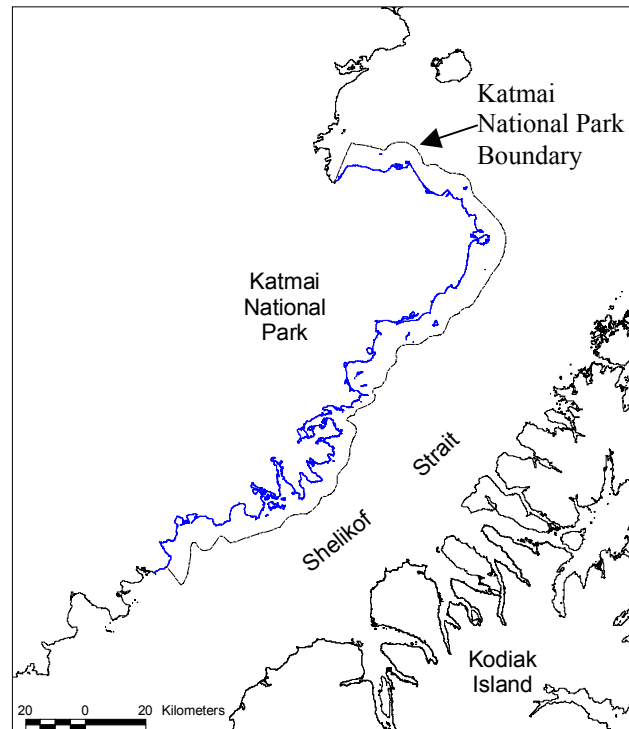 Katmai
National Park
Boundary
Katmai
National
Park
Strait
Shelikof
Kodiak
Island
20 0 20 Kilometers